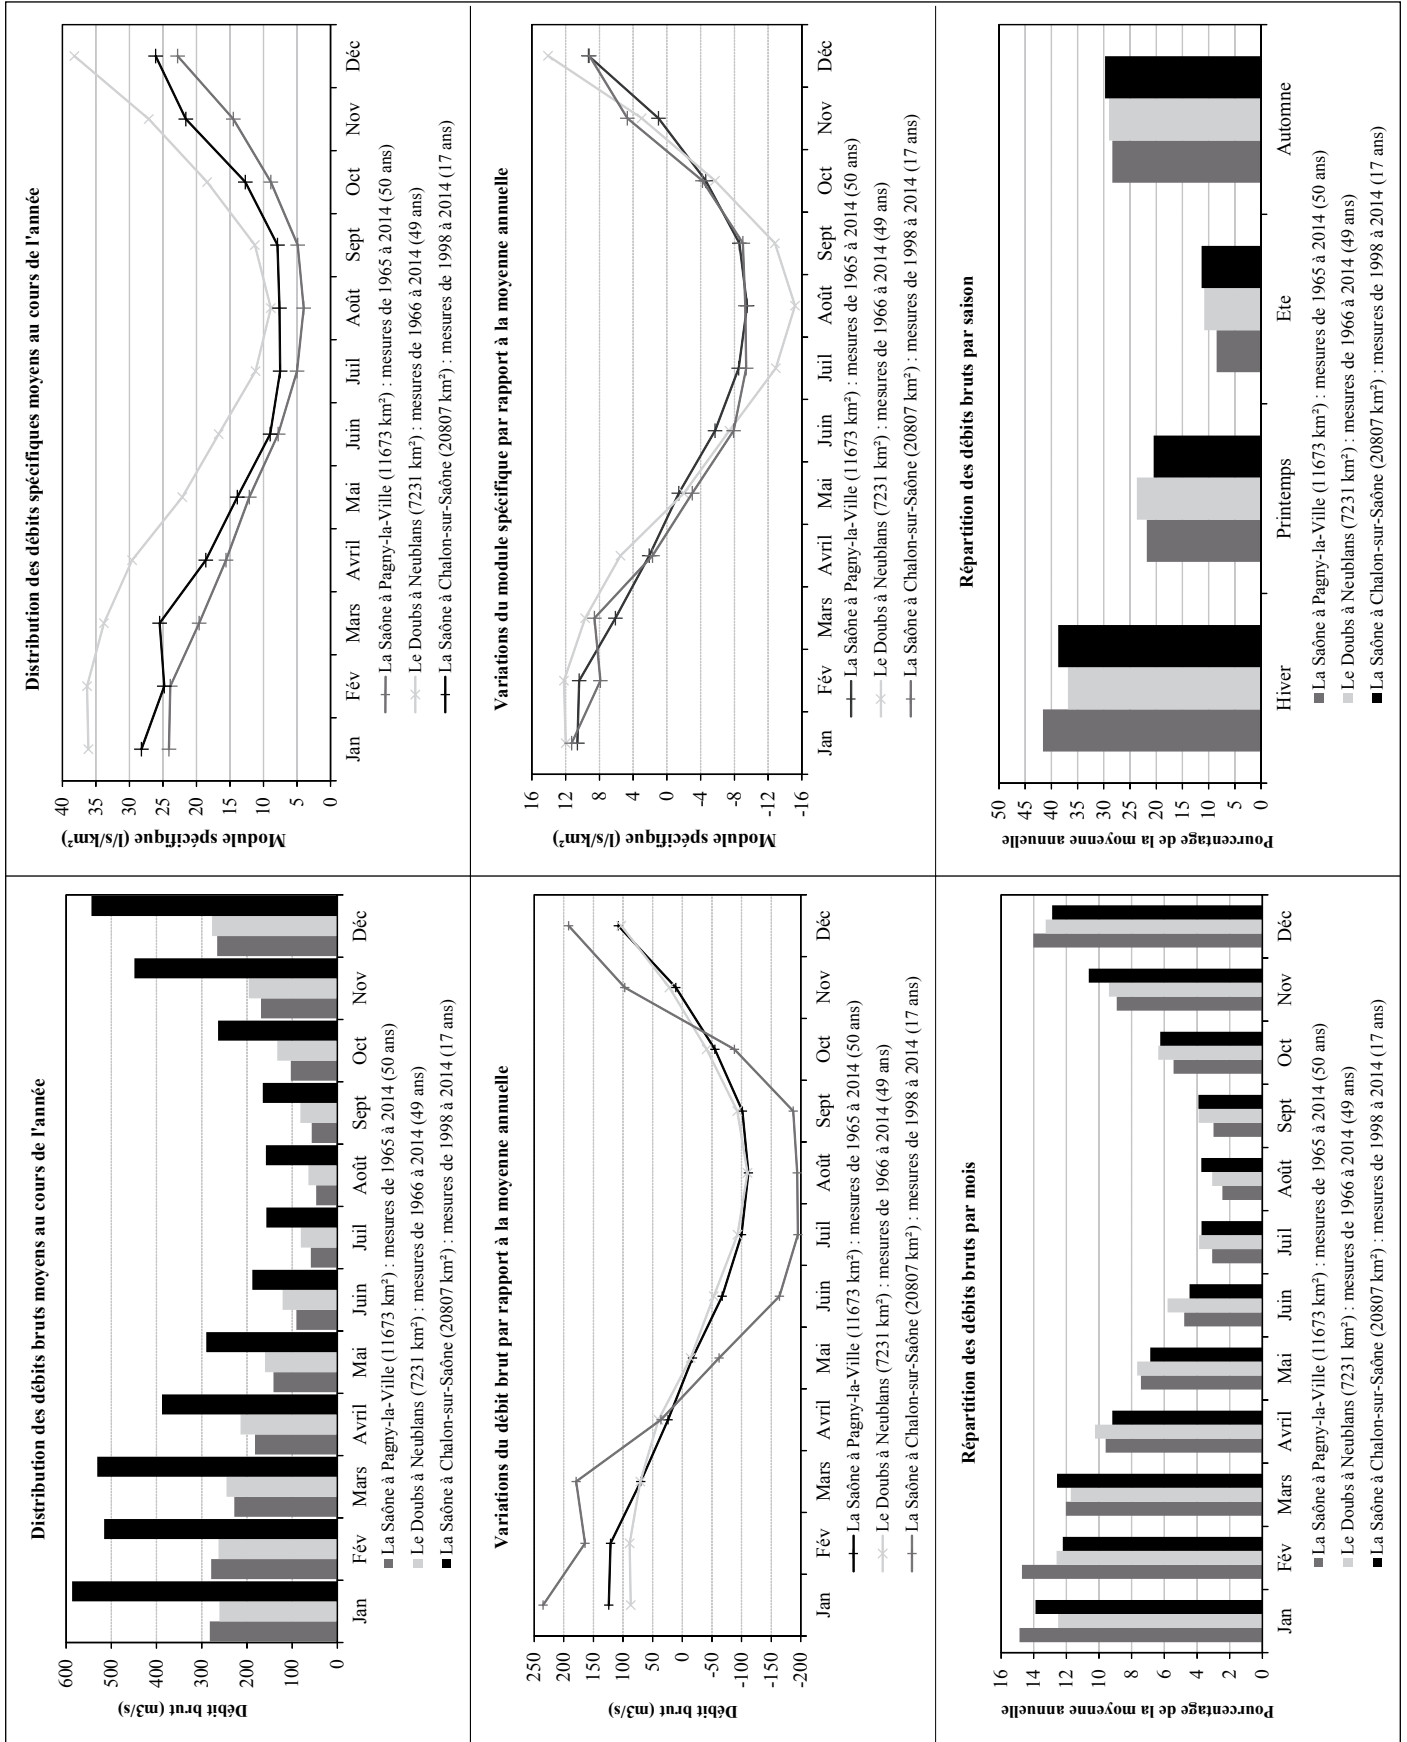 Distribution des débits bruts moyens au cours de l'année
Débit brut (m3/s)
600
500
400
300
200
100
0
Jan Fév Mars Avril Mai Juin Juil Août Sept Oct Nov Déc
La Saône à Pagny-la-Ville (11673 km²) : mesures de 1965 à 2014 (50 ans)
Le Doubs à Neublans (7231 km²) : mesures de 1966 à 2014 (49 ans)
La Saône à Chalon-sur-Saône (20807 km²) : mesures de 1998 à 2014 (17 ans)
Distribution des débits spécifiques moyens au cours de l'année
Module spécifique (l/s/km²)
40
35
30
25
20
15
10
5
0
Jan Fév Mars Avril Mai Juin Juil Août Sept Oct Nov Déc
La Saône à Pagny-la-Ville (11673 km²) : mesures de 1965 à 2014 (50 ans)
Le Doubs à Neublans (7231 km²) : mesures de 1966 à 2014 (49 ans)
La Saône à Chalon-sur-Saône (20807 km²) : mesures de 1998 à 2014 (17 ans)
Variations du débit brut par rapport à la moyenne annuelle
Débit brut (m3/s)
250
200
150
100
50
0
-50
-100
-150
-200
Jan Fév Mars Avril Mai Juin Juil Août Sept Oct Nov Déc
La Saône à Pagny-la-Ville (11673 km²) : mesures de 1965 à 2014 (50 ans)
Le Doubs à Neublans (7231 km²) : mesures de 1966 à 2014 (49 ans)
La Saône à Chalon-sur-Saône (20807 km²) : mesures de 1998 à 2014 (17 ans)
Variations du module spécifique par rapport à la moyenne annuelle
Module spécifique (l/s/km²)
16
12
8
4
0
-4
-8
-12
-16
Jan Fév Mars Avril Mai Juin Juil Août Sept Oct Nov Déc
La Saône à Pagny-la-Ville (11673 km²) : mesures de 1965 à 2014 (50 ans)
Le Doubs à Neublans (7231 km²) : mesures de 1966 à 2014 (49 ans)
La Saône à Chalon-sur-Saône (20807 km²) : mesures de 1998 à 2014 (17 ans)
Répartition des débits bruts par mois
Pourcentage de la moyenne annuelle
16
14
12
10
8
6
4
2
0
Jan Fév Mars Avril Mai Juin Juil Août Sept Oct Nov Déc
La Saône à Pagny-la-Ville (11673 km²) : mesures de 1965 à 2014 (50 ans)
Le Doubs à Neublans (7231 km²) : mesures de 1966 à 2014 (49 ans)
La Saône à Chalon-sur-Saône (20807 km²) : mesures de 1998 à 2014 (17 ans)
Répartition des débits bruts par saison
Pourcentage de la moyenne annuelle
50
45
40
35
30
25
20
15
10
5
0
Hiver Printemps Ete Automne
La Saône à Pagny-la-Ville (11673 km²) : mesures de 1965 à 2014 (50 ans)
Le Doubs à Neublans (7231 km²) : mesures de 1966 à 2014 (49 ans)
La Saône à Chalon-sur-Saône (20807 km²) : mesures de 1998 à 2014 (17 ans)